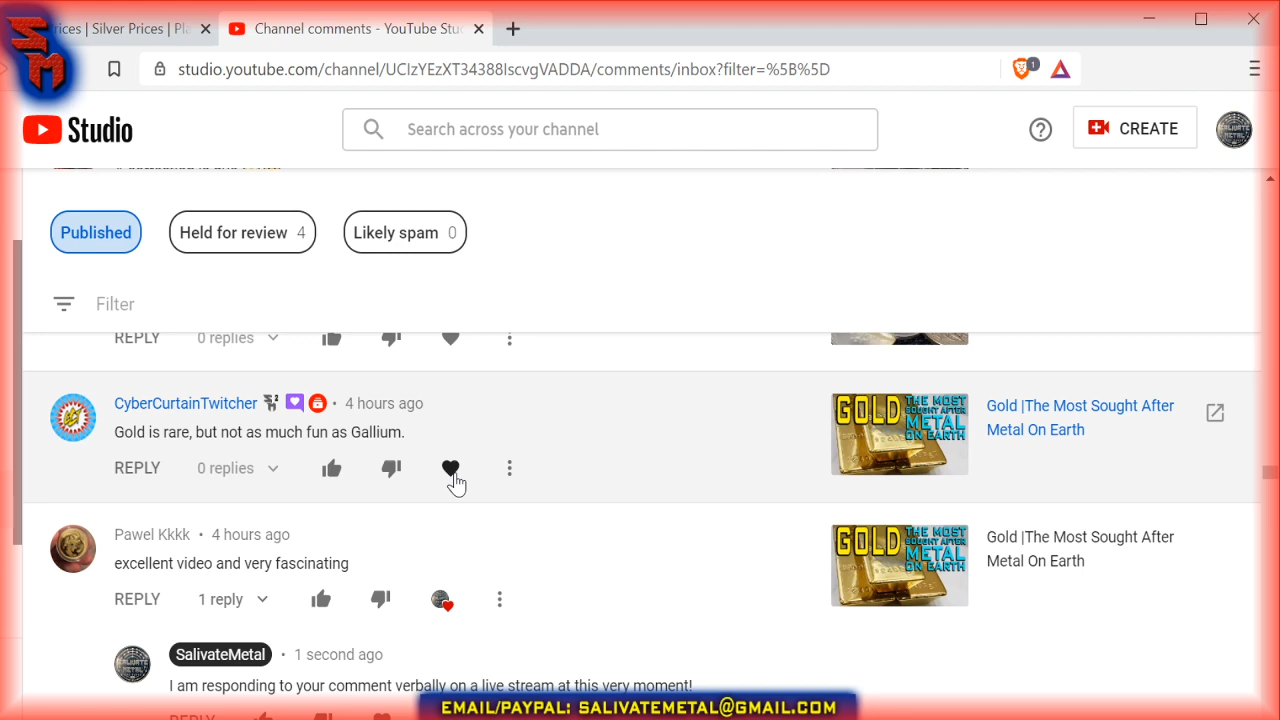 SM
rices | Silver Prices | Pla
Channel comments - YouTube Stu
studio.youtube.com/channel/UCIzYEzXT34388IscvgVADDA/comments/inbox?filter=%5B%5D
1
Studio
Search across your channel
CREATE
Published
Held for review 4
Likely spam 0
Filter
REPLY 0 replies
CyberCurtainTwitcher • 4 hours ago
Gold is rare, but not as much fun as Gallium.
REPLY 0 replies
GOLD THE MOST SOUGHT AFTER METAL ON EARTH
Gold |The Most Sought After
Metal On Earth
Pawel Kkkk • 4 hours ago
excellent video and very fascinating
REPLY 1 reply
GOLD THE MOST SOUGHT AFTER METAL ON EARTH
Gold |The Most Sought After
Metal On Earth
SalivateMetal • 1 second ago
I am responding to your comment verbally on a live stream at this very moment!
EMAIL/PAYPAL: SALIVATEMETAL@GMAIL.COM